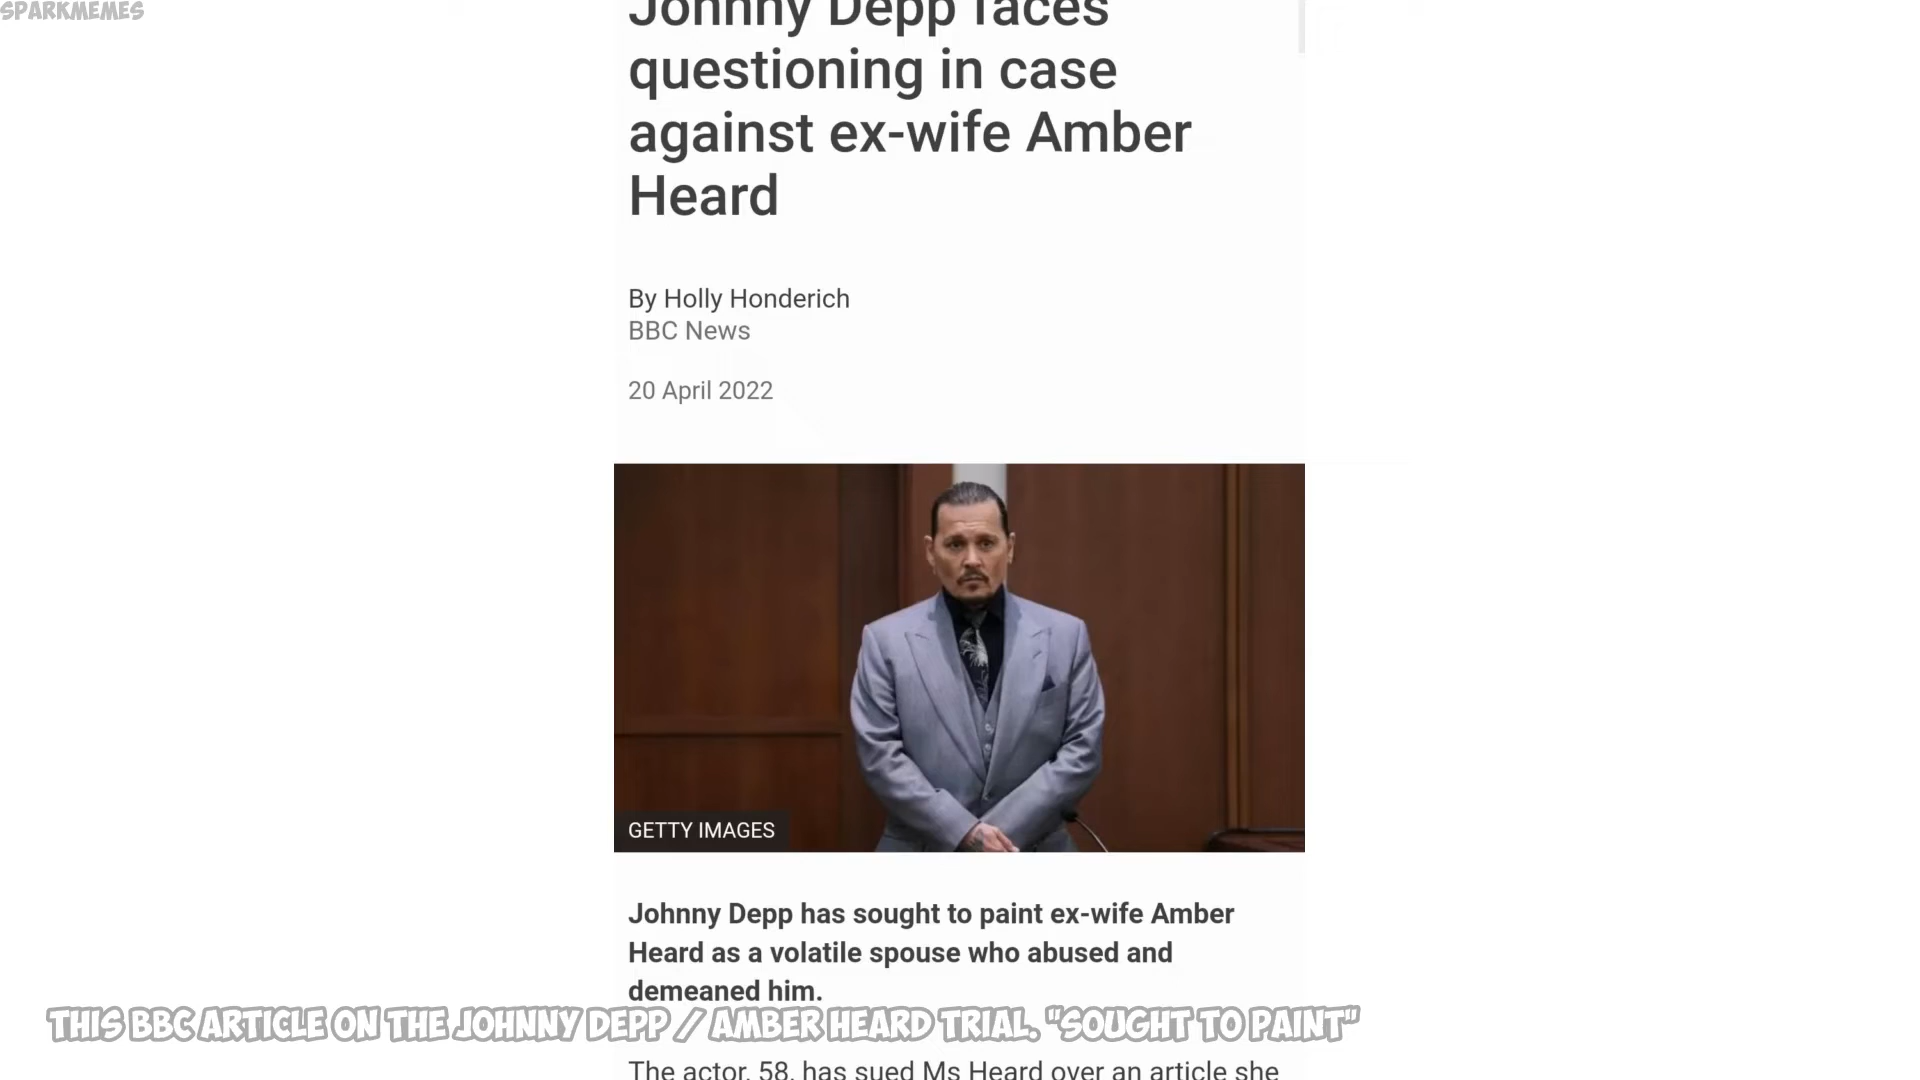 SPARKMEMES
Johnny Depp faces
questioning in case
against ex-wife Amber
Heard
By Holly Honderich
BBC News
20 April 2022
GETTY IMAGES
Johnny Depp has sought to paint ex-wife Amber
Heard as a volatile spouse who abused and
demeaned him.
THIS BBC ARTICLE ON THE JOHNNY DEPP / AMBER HEARD TRIAL. "SOUGHT TO PAINT"
The actor, 58, has sued Ms Heard over an article she